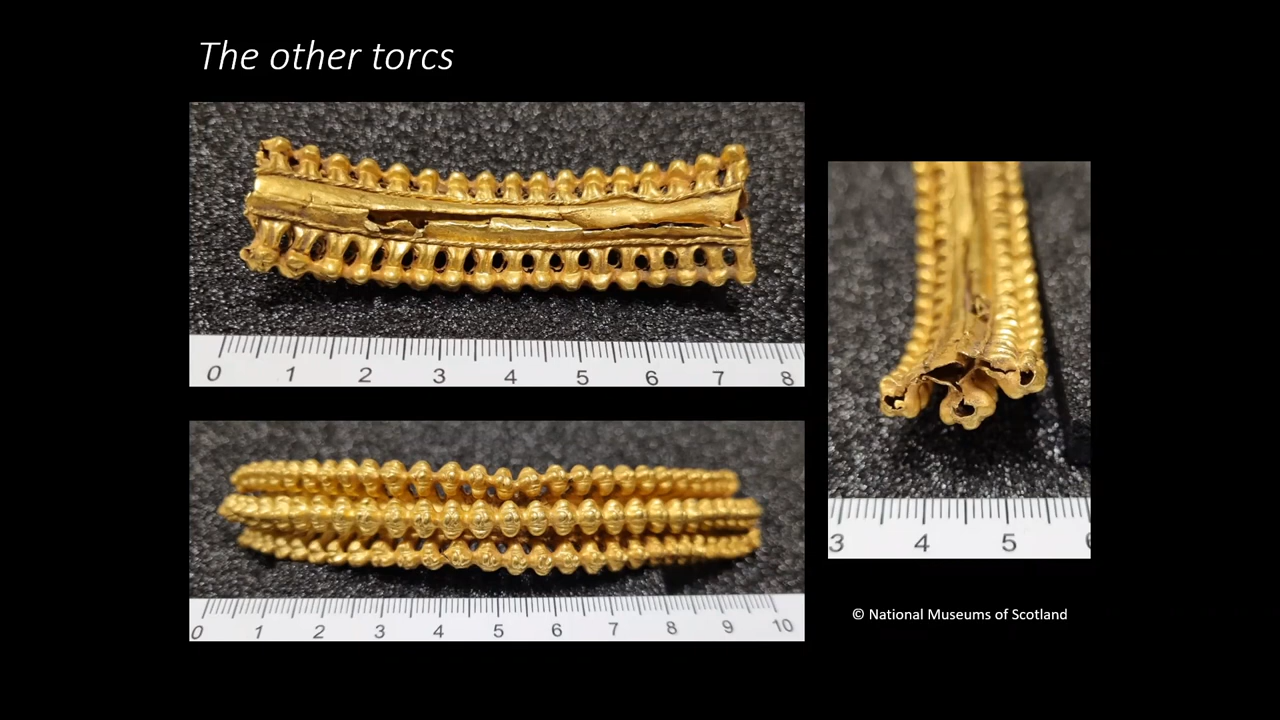 The other torcs
0 1 2 3 4 5 6 7 8
3 4 5 6
0 1 2 3 4 5 6 7 8 9 10
© National Museums of Scotland